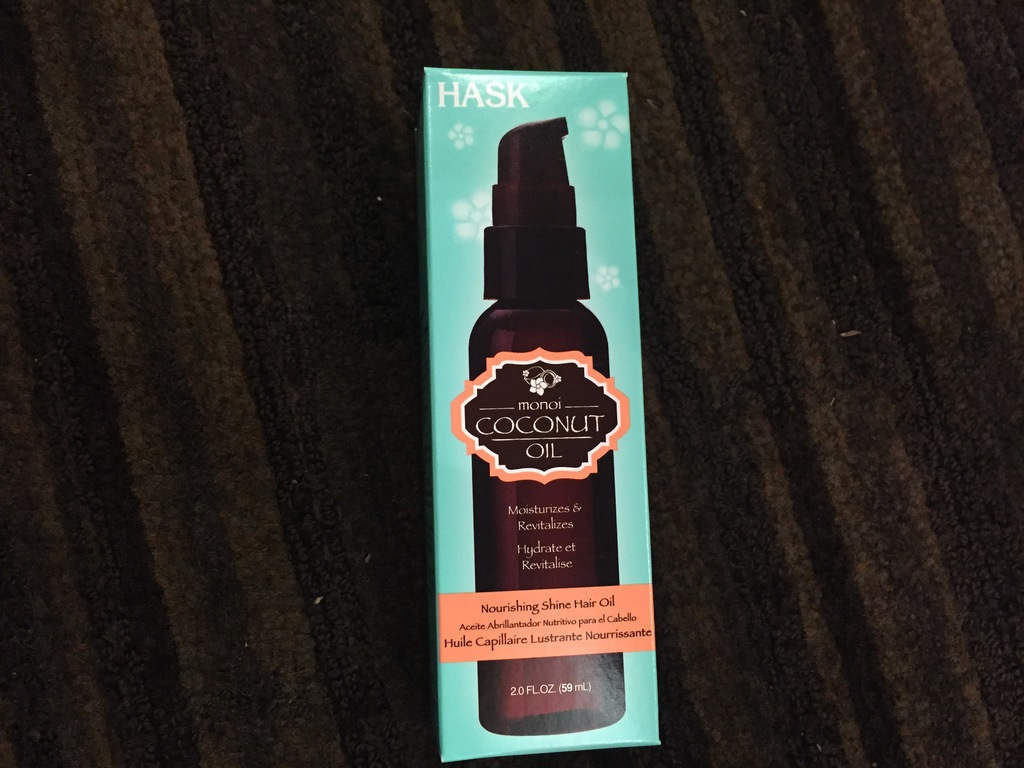 HASK
monoi
COCONUT
OIL
Moisturizes &
Revitalizes
Hydrate et
Revitalise
Nourishing Shine Hair Oil
Aceite Abrillantador Nutritivo para el Cabello
Huile Capillaire Lustrante Nourrissante
2.0 FL.OZ. (59 mL)